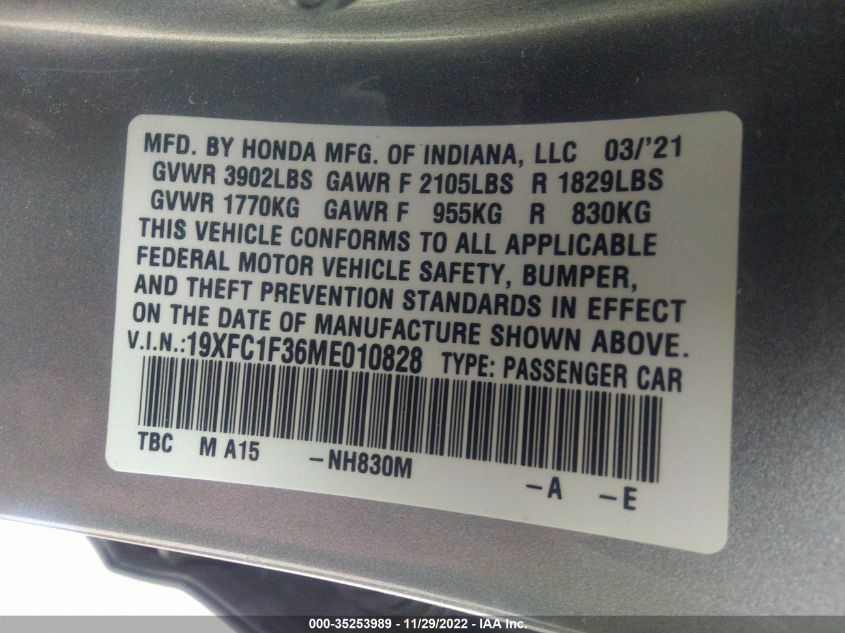 MFD. BY HONDA MFG. OF INDIANA, LLC 03/'21
GVWR 3902LBS GAWR F 2105LBS R 1829LBS
GVWR 1770KG GAWR F 955KG R 830KG
THIS VEHICLE CONFORMS TO ALL APPLICABLE
FEDERAL MOTOR VEHICLE SAFETY, BUMPER,
AND THEFT PREVENTION STANDARDS IN EFFECT
ON THE DATE OF MANUFACTURE SHOWN ABOVE.
V.I.N.:19XFC1F36ME010828 TYPE: PASSENGER CAR
TBC M A15 -NH830M -A -E
000-35253989 - 11/29/2022 - IAA Inc.